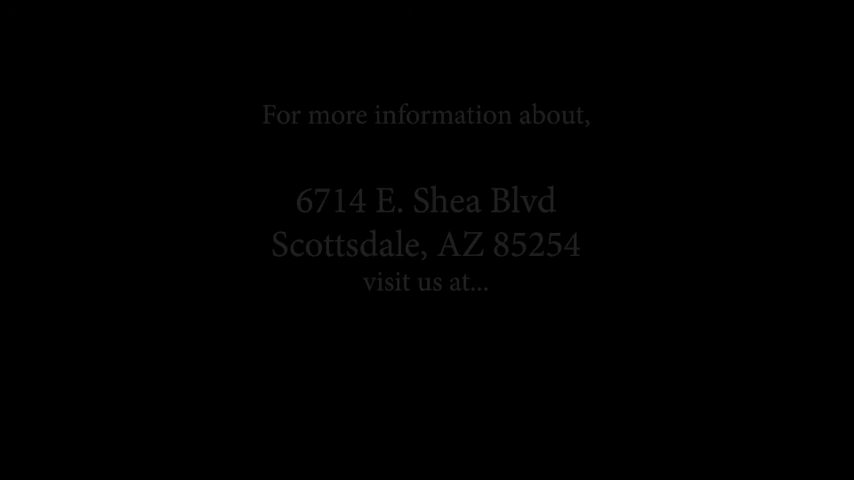 For more information about,
6714 E. Shea Blvd
Scottsdale, AZ 85254
visit us at...